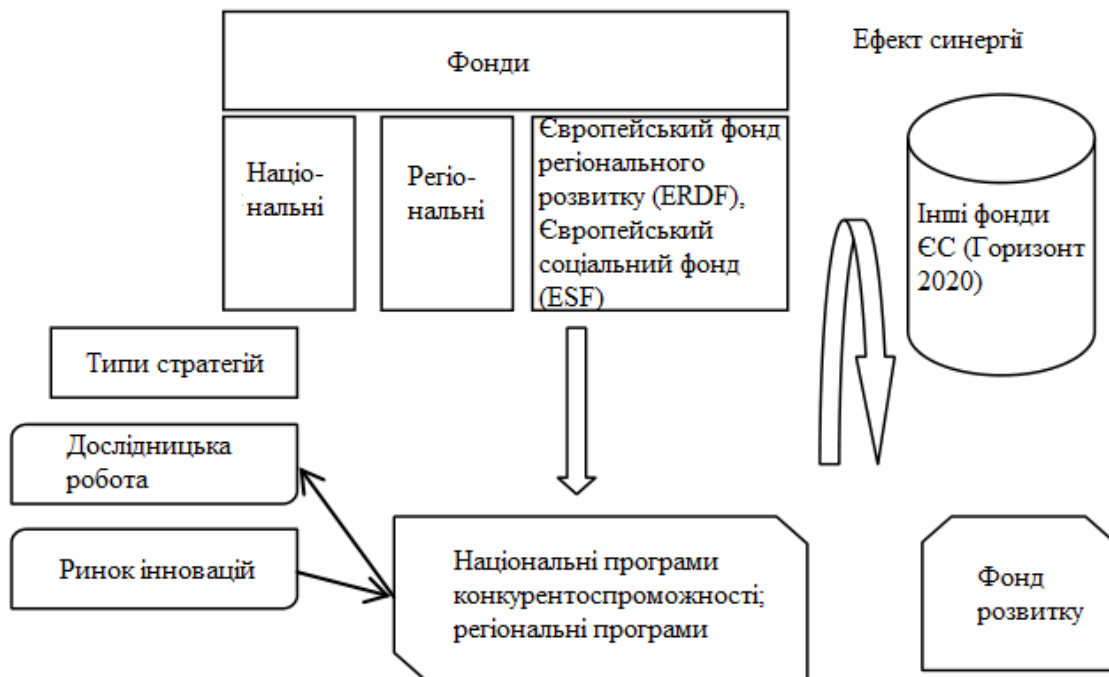 Фонди
Ефект синергії
Націо-
нальні
Регіо-
нальні
Європейський фонд
регіонального
розвитку (ERDF),
Європейський
соціальний фонд
(ESF)
Інші фонди
ЄС (Горизонт
2020)
Типи стратегій
Дослідницька
робота
Ринок інновацій
Національні програми
конкурентоспроможності;
регіональні програми
Фонд
розвитку